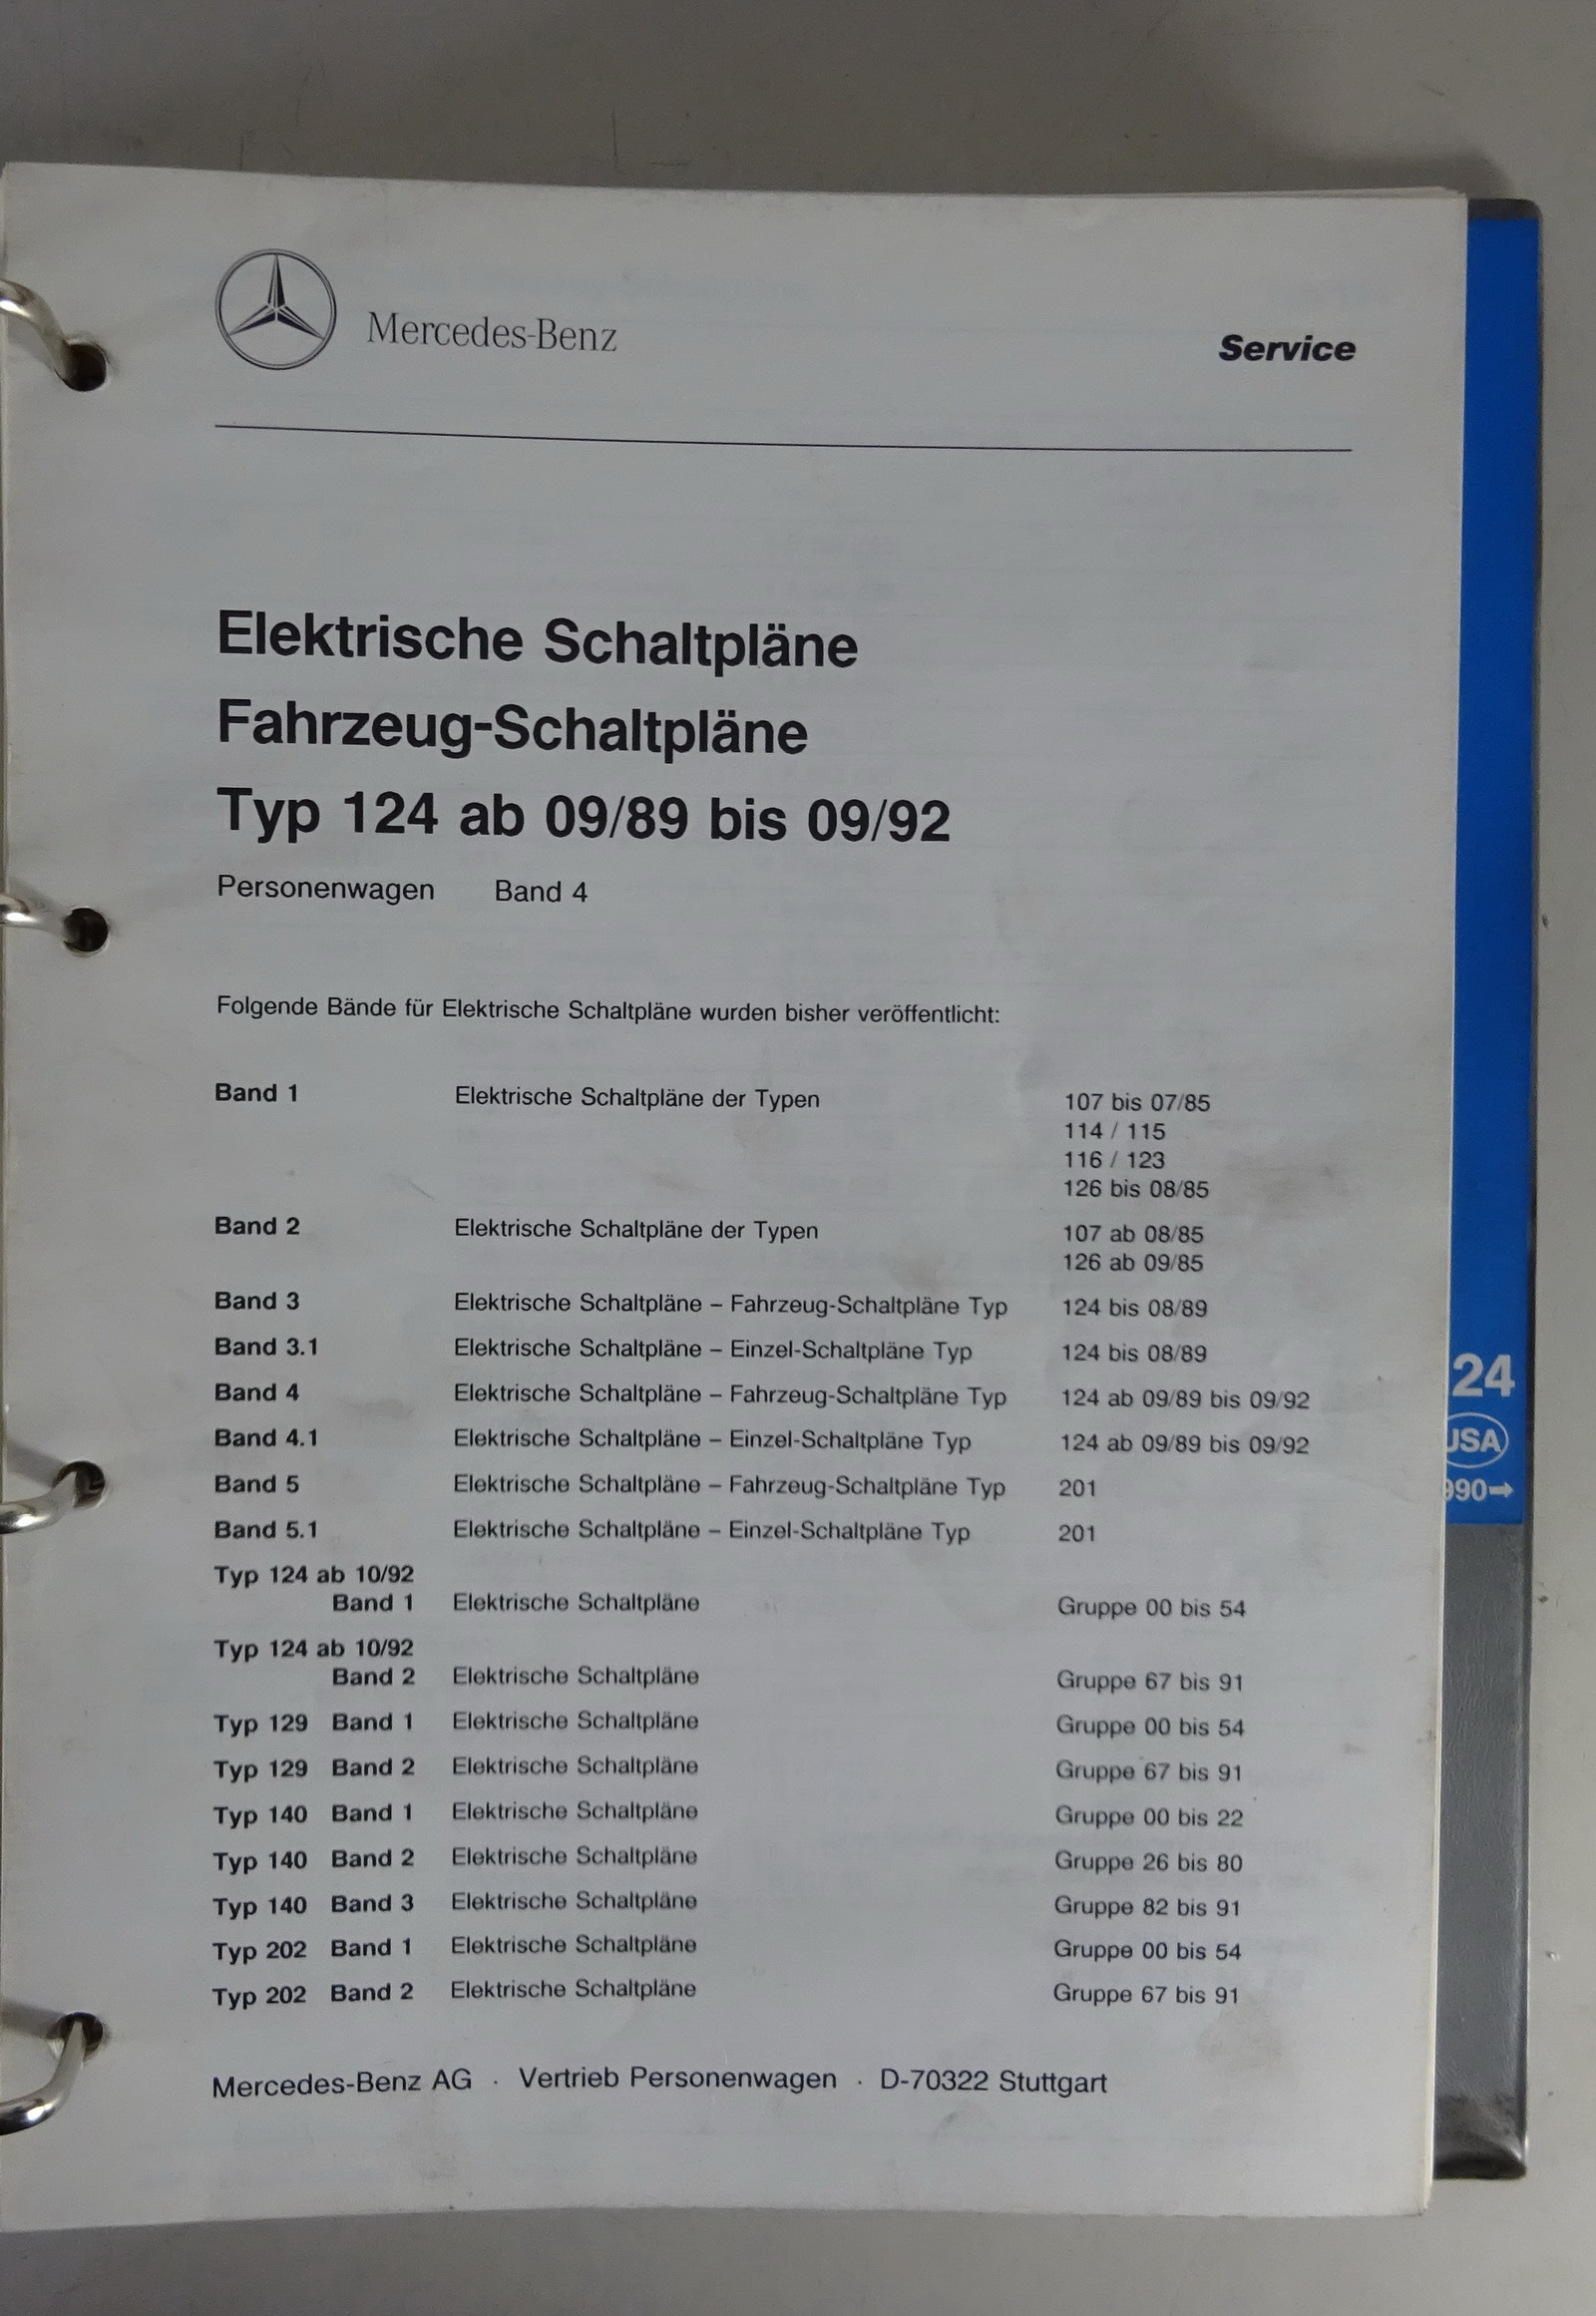 Mercedes-Benz
Service
Elektrische Schaltpläne
Fahrzeug-Schaltpläne
Typ 124 ab 09/89 bis 09/92
Personenwagen Band 4
Folgende Bände für Elektrische Schaltpläne wurden bisher veröffentlicht:
Band 1 Elektrische Schaltpläne der Typen 107 bis 07/85
114 / 115
116 / 123
126 bis 08/85
Band 2 Elektrische Schaltpläne der Typen 107 ab 08/85
126 ab 09/85
Band 3 Elektrische Schaltpläne – Fahrzeug-Schaltpläne Typ 124 bis 08/89
Band 3.1 Elektrische Schaltpläne – Einzel-Schaltpläne Typ 124 bis 08/89
Band 4 Elektrische Schaltpläne – Fahrzeug-Schaltpläne Typ 124 ab 09/89 bis 09/92
Band 4.1 Elektrische Schaltpläne – Einzel-Schaltpläne Typ 124 ab 09/89 bis 09/92
Band 5 Elektrische Schaltpläne – Fahrzeug-Schaltpläne Typ 201
Band 5.1 Elektrische Schaltpläne – Einzel-Schaltpläne Typ 201
Typ 124 ab 10/92
Band 1 Elektrische Schaltpläne Gruppe 00 bis 54
Typ 124 ab 10/92
Band 2 Elektrische Schaltpläne Gruppe 67 bis 91
Typ 129 Band 1 Elektrische Schaltpläne Gruppe 00 bis 54
Typ 129 Band 2 Elektrische Schaltpläne Gruppe 67 bis 91
Typ 140 Band 1 Elektrische Schaltpläne Gruppe 00 bis 22
Typ 140 Band 2 Elektrische Schaltpläne Gruppe 26 bis 80
Typ 140 Band 3 Elektrische Schaltpläne Gruppe 82 bis 91
Typ 202 Band 1 Elektrische Schaltpläne Gruppe 00 bis 54
Typ 202 Band 2 Elektrische Schaltpläne Gruppe 67 bis 91
Mercedes-Benz AG · Vertrieb Personenwagen · D-70322 Stuttgart
24
USA
990→